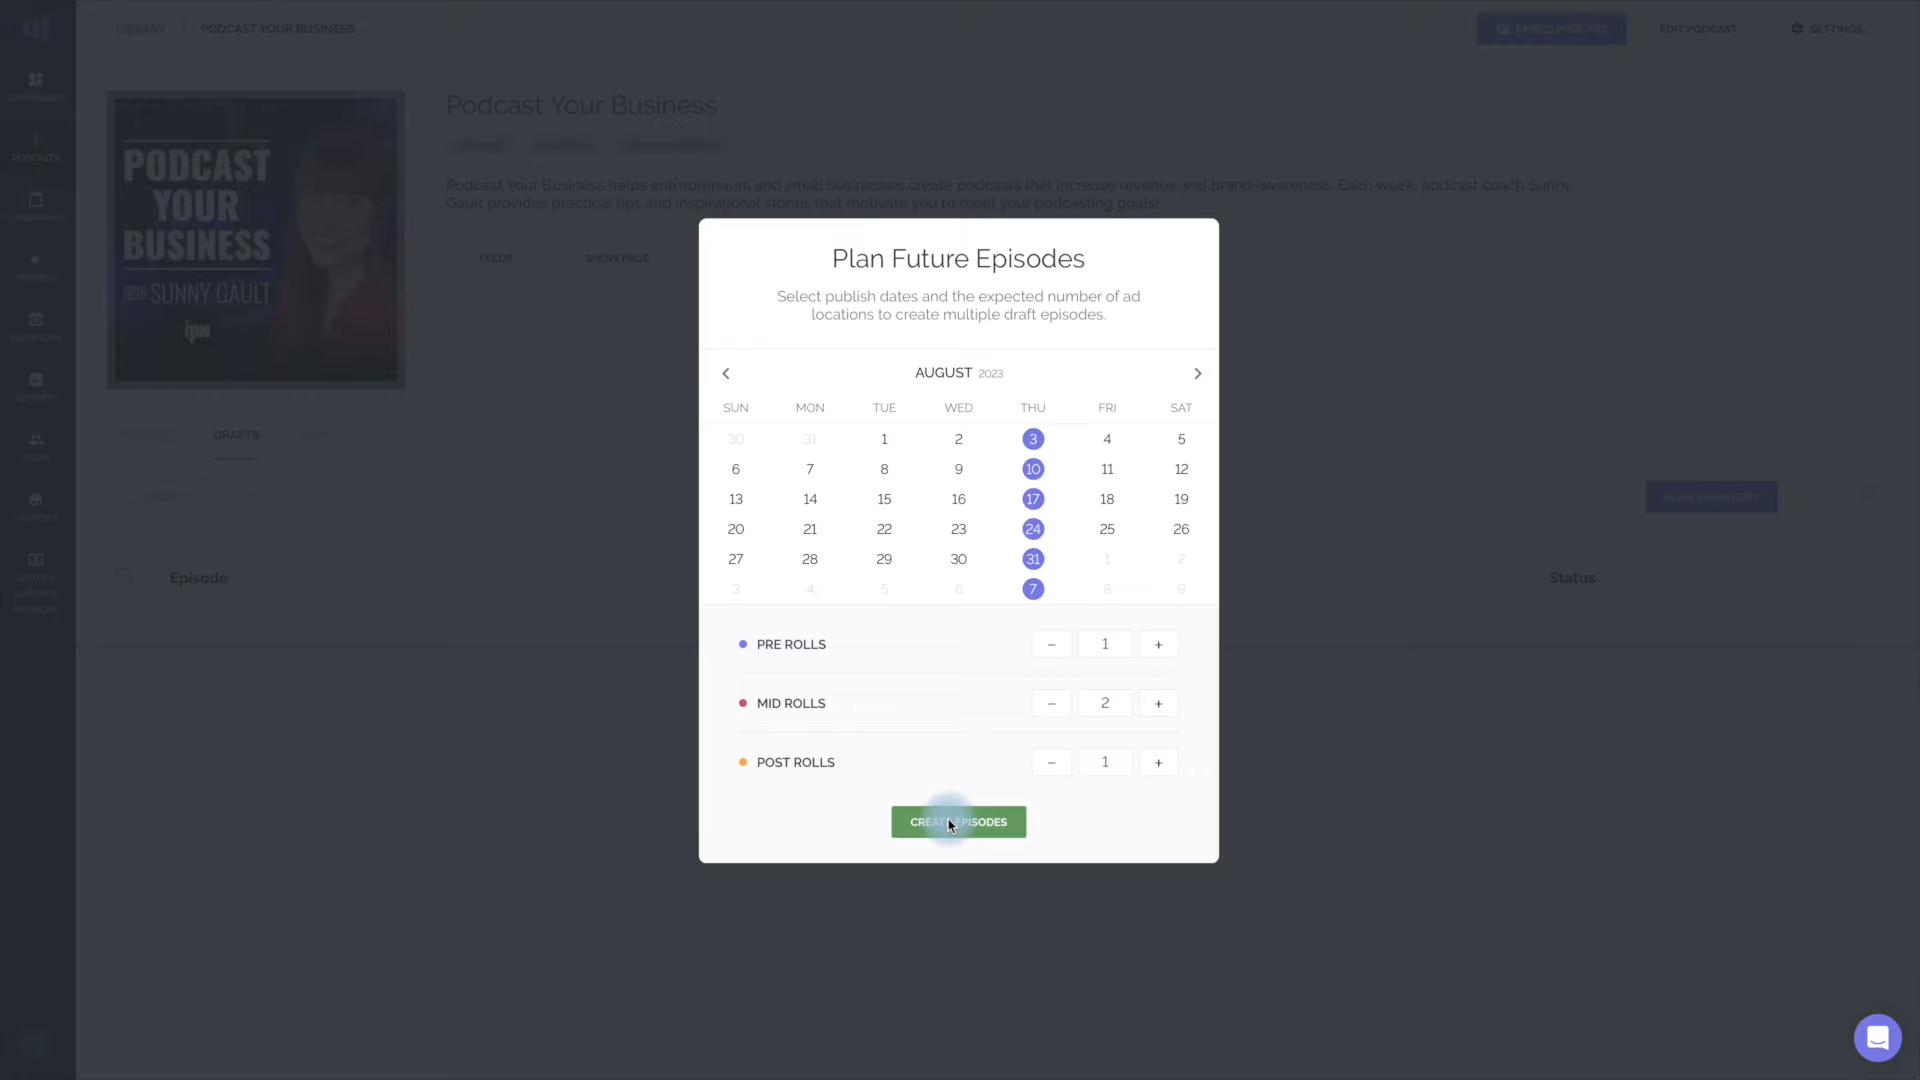 LIBRARY
PODCAST YOUR BUSINESS
EMBED PODCAST
EDIT PODCAST
SETTINGS
PODCASTS
PODCAST
YOUR
BUSINESS
WITH SUNNY GAULT
ipn
Podcast Your Business
Podcast Your Business helps entrepreneurs and small businesses create podcasts that increase revenue and brand awareness. Each week, podcast coach Sunny
Gault provides practical tips and inspirational stories that motivate you to meet your podcasting goals!
FEEDS
SHOW PAGE
DRAFTS
PLAN INVENTORY
Episode
Status
Plan Future Episodes
Select publish dates and the expected number of ad
locations to create multiple draft episodes.
AUGUST 2023
SUN MON TUE WED THU FRI SAT
30 31 1 2 3 4 5
6 7 8 9 10 11 12
13 14 15 16 17 18 19
20 21 22 23 24 25 26
27 28 29 30 31 1 2
3 4 5 6 7 8 9
PRE ROLLS − 1 +
MID ROLLS − 2 +
POST ROLLS − 1 +
CREATE EPISODES